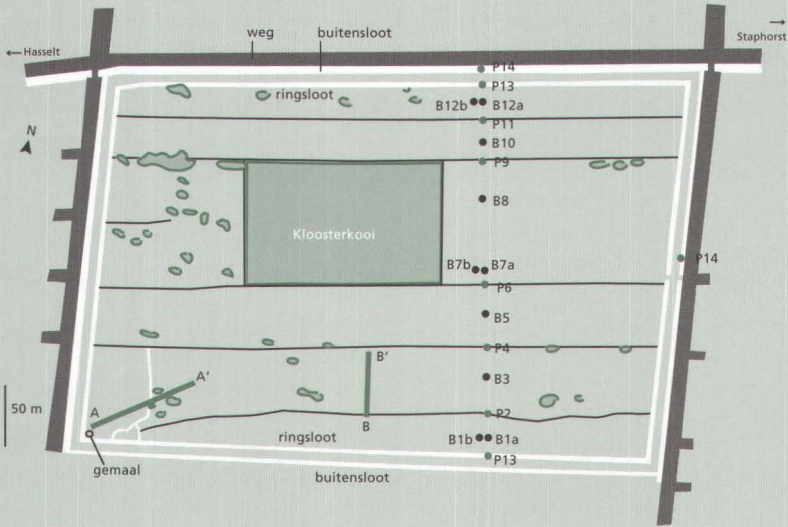 →
Staphorst
← Hasselt
weg
buitensloot
P14
P13
ringsloot
B12b B12a
P11
N
B10
P9
B8
Kloosterkooi
P14
B7b B7a
P6
B5
P4
B'
A'
B3
50 m
A
P2
B
ringsloot
B1b B1a
gemaal
P13
buitensloot